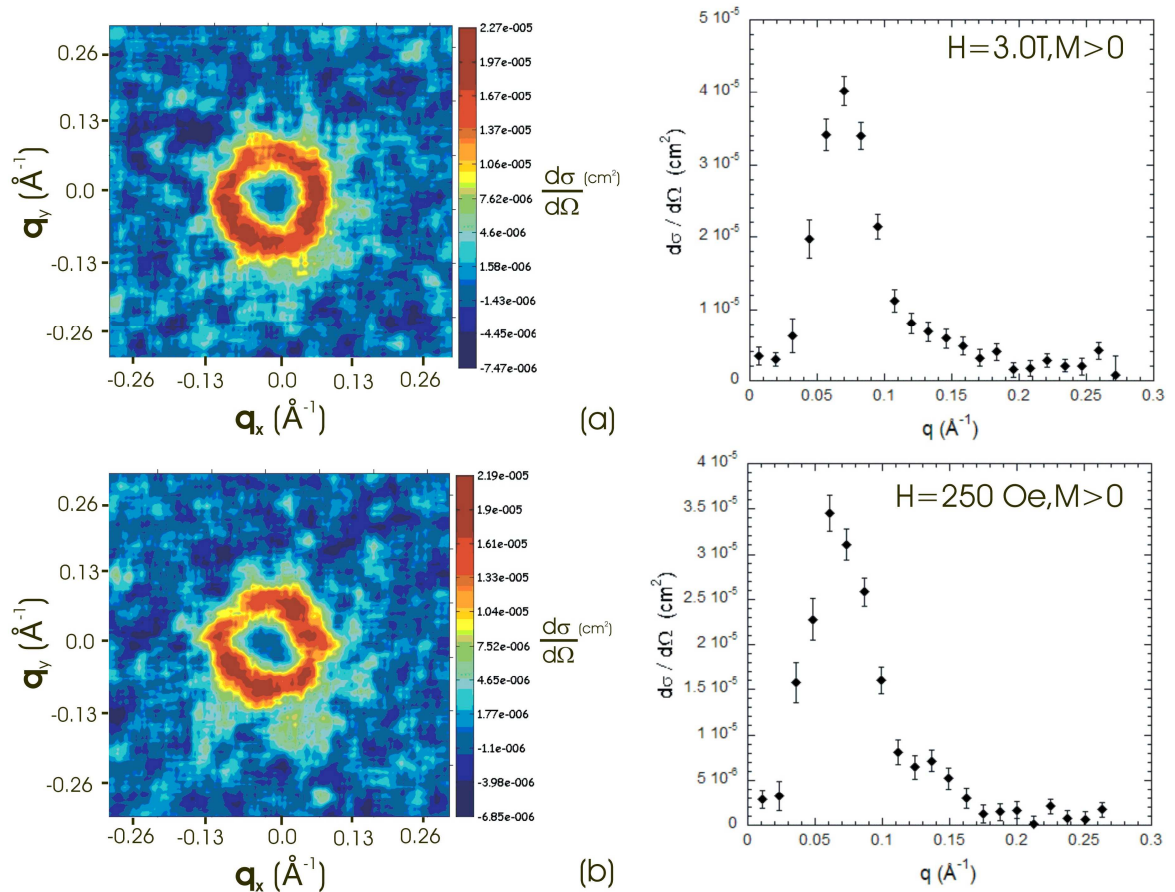 0.26
0.13
0.0
-0.13
-0.26
q_y (Å⁻¹)
-0.26 -0.13 0.0 0.13 0.26
q_x (Å⁻¹)
2.27e-005
1.97e-005
1.67e-005
1.37e-005
1.06e-005
7.62e-006
4.6e-006
1.58e-006
-1.43e-006
-4.45e-006
-7.47e-006
dσ/dΩ (cm²)
(a)
H=3.0T,M>0
5 10⁻⁵
4 10⁻⁵
3 10⁻⁵
2 10⁻⁵
1 10⁻⁵
0
dσ / dΩ (cm²)
0 0.05 0.1 0.15 0.2 0.25 0.3
q (Å⁻¹)
0.26
0.13
0.0
-0.13
-0.26
q_y (Å⁻¹)
-0.26 -0.13 0.0 0.13 0.26
q_x (Å⁻¹)
2.19e-005
1.9e-005
1.61e-005
1.33e-005
1.04e-005
7.52e-006
4.65e-006
1.77e-006
-1.1e-006
-3.98e-006
-6.85e-006
dσ/dΩ (cm²)
(b)
H=250 Oe,M>0
4 10⁻⁵
3.5 10⁻⁵
3 10⁻⁵
2.5 10⁻⁵
2 10⁻⁵
1.5 10⁻⁵
1 10⁻⁵
5 10⁻⁶
0
dσ / dΩ (cm²)
0 0.05 0.1 0.15 0.2 0.25 0.3
q (Å⁻¹)